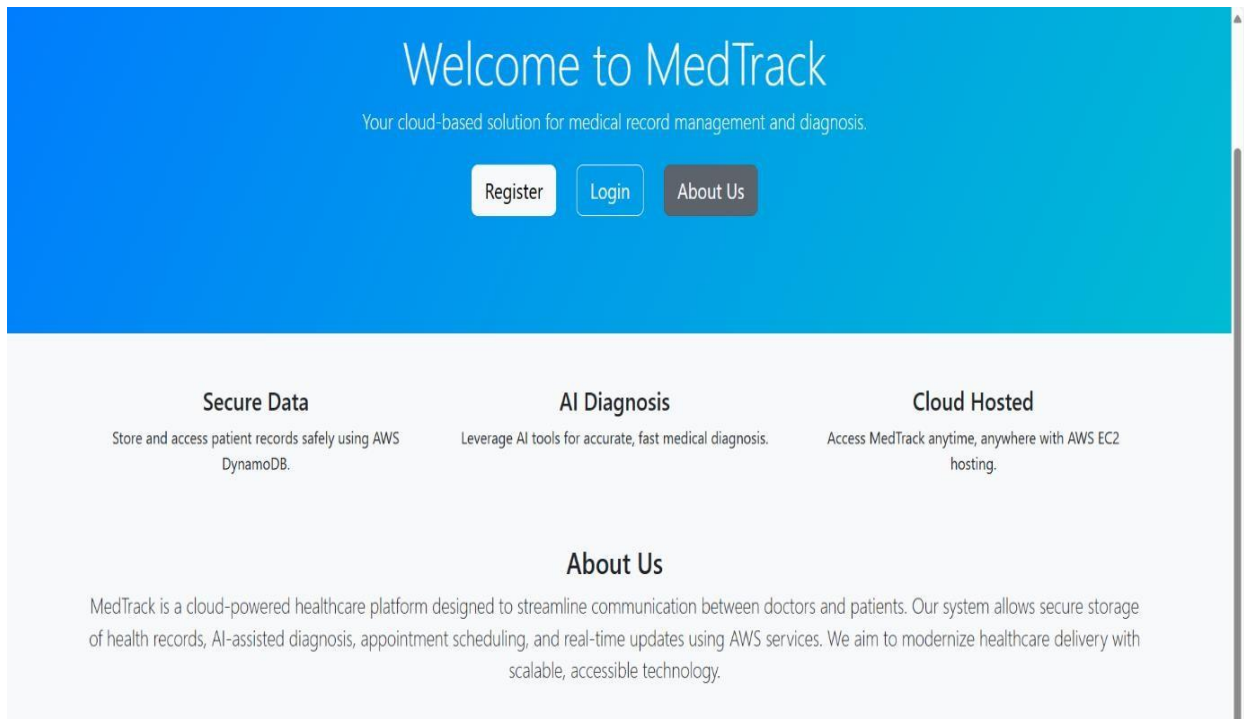 Welcome to MedTrack
Your cloud-based solution for medical record management and diagnosis.
Register
Login
About Us
Secure Data
Store and access patient records safely using AWS
DynamoDB.
AI Diagnosis
Leverage AI tools for accurate, fast medical diagnosis.
Cloud Hosted
Access MedTrack anytime, anywhere with AWS EC2
hosting.
About Us
MedTrack is a cloud-powered healthcare platform designed to streamline communication between doctors and patients. Our system allows secure storage
of health records, AI-assisted diagnosis, appointment scheduling, and real-time updates using AWS services. We aim to modernize healthcare delivery with
scalable, accessible technology.